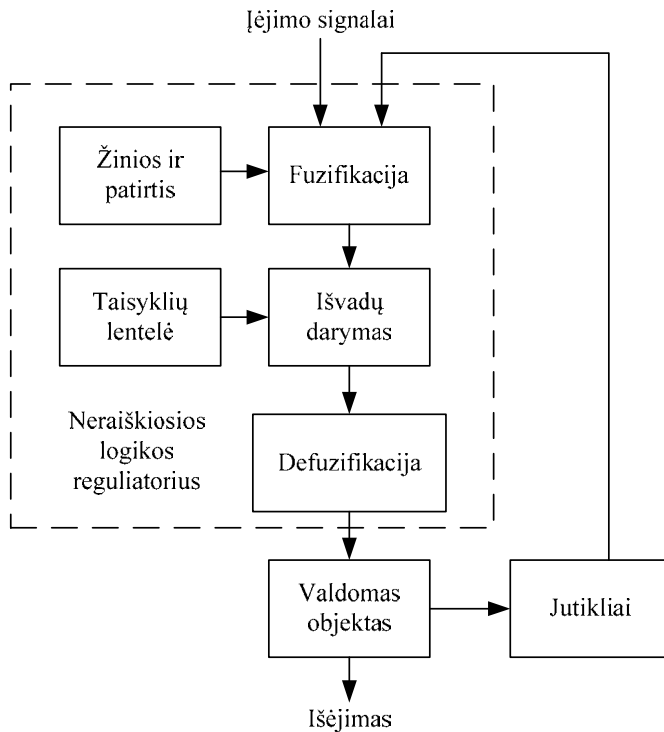 Įėjimo signalai
Žinios ir
patirtis
Fuzifikacija
Taisyklių
lentelė
Išvadų
darymas
Neraiškiosios
logikos
reguliatorius
Defuzifikacija
Valdomas
objektas
Jutikliai
Išėjimas